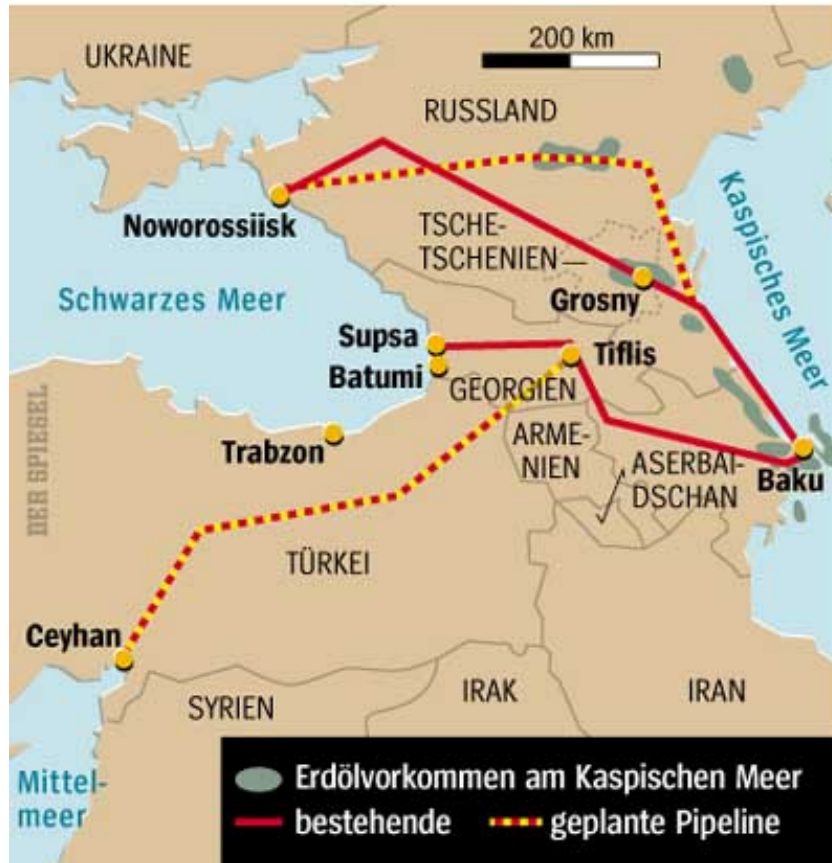 UKRAINE
200 km
RUSSLAND
Noworossiisk
TSCHE-
TSCHENIEN
Kaspisches Meer
Schwarzes Meer
Grosny
Supsa
Tiflis
Batumi
GEORGIEN
Trabzon
ARME-
NIEN
ASERBAI-
DSCHAN
Baku
DER SPIEGEL
TÜRKEI
Ceyhan
SYRIEN
IRAK
IRAN
Mittel-
meer
Erdölvorkommen am Kaspischen Meer
bestehende geplante Pipeline